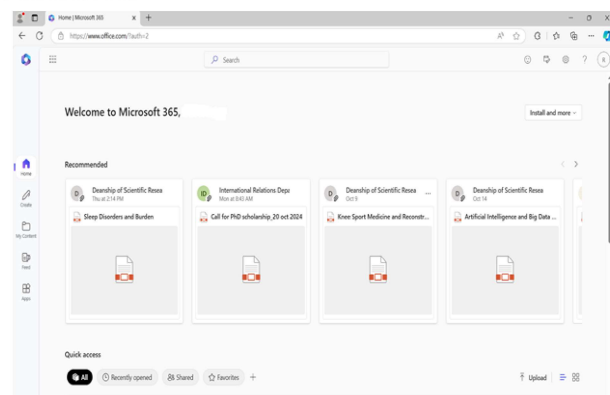 Home | Microsoft 365
https://www.office.com/?auth=2
Search
Welcome to Microsoft 365,
Install and more
Recommended
Deanship of Scientific Resea
Thu at 2:14 PM
Sleep Disorders and Burden
International Relations Depa
Mon at 8:43 AM
Call for PhD scholarship_20 oct 2024
Deanship of Scientific Resea
Oct 9
Knee Sport Medicine and Reconstr...
Deanship of Scientific Resea
Oct 14
Artificial Intelligence and Big Data ...
Home
Create
My Content
Feed
Apps
Quick access
All
Recently opened
Shared
Favorites
Upload